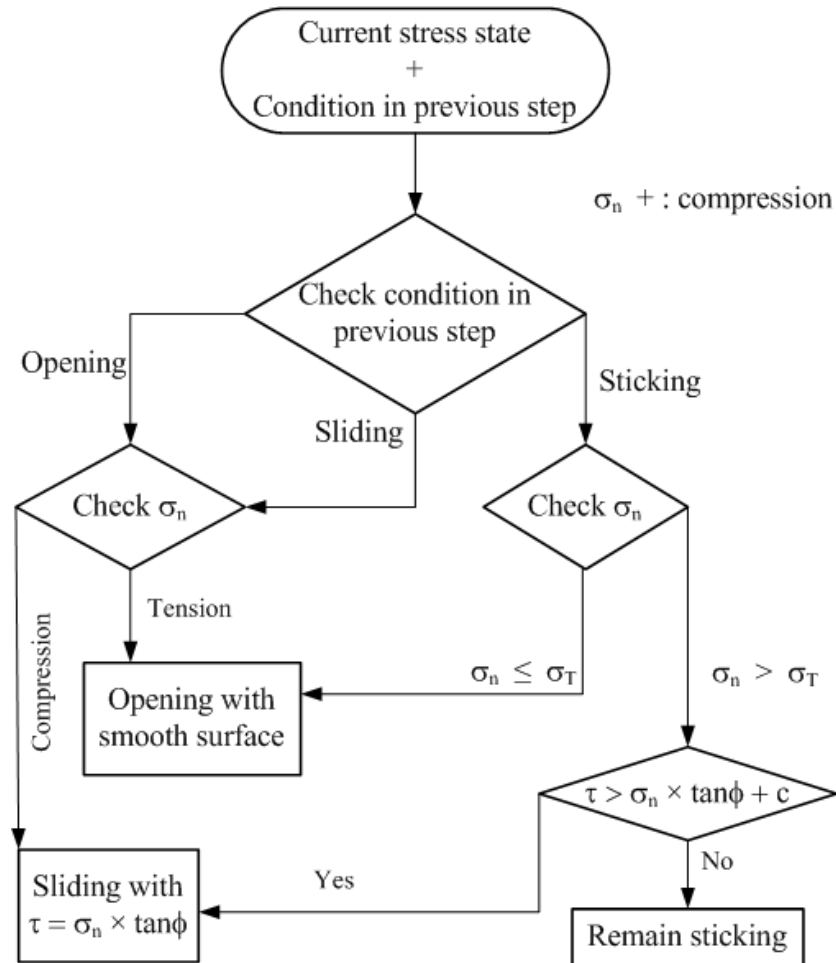 Current stress state
+
Condition in previous step
σₙ + : compression
Check condition in
previous step
Opening
Sticking
Sliding
Check σₙ
Check σₙ
Tension
Compression
σₙ ≤ σ_T
σₙ > σ_T
Opening with
smooth surface
τ > σₙ × tanϕ + c
Yes
No
Sliding with
τ = σₙ × tanϕ
Remain sticking